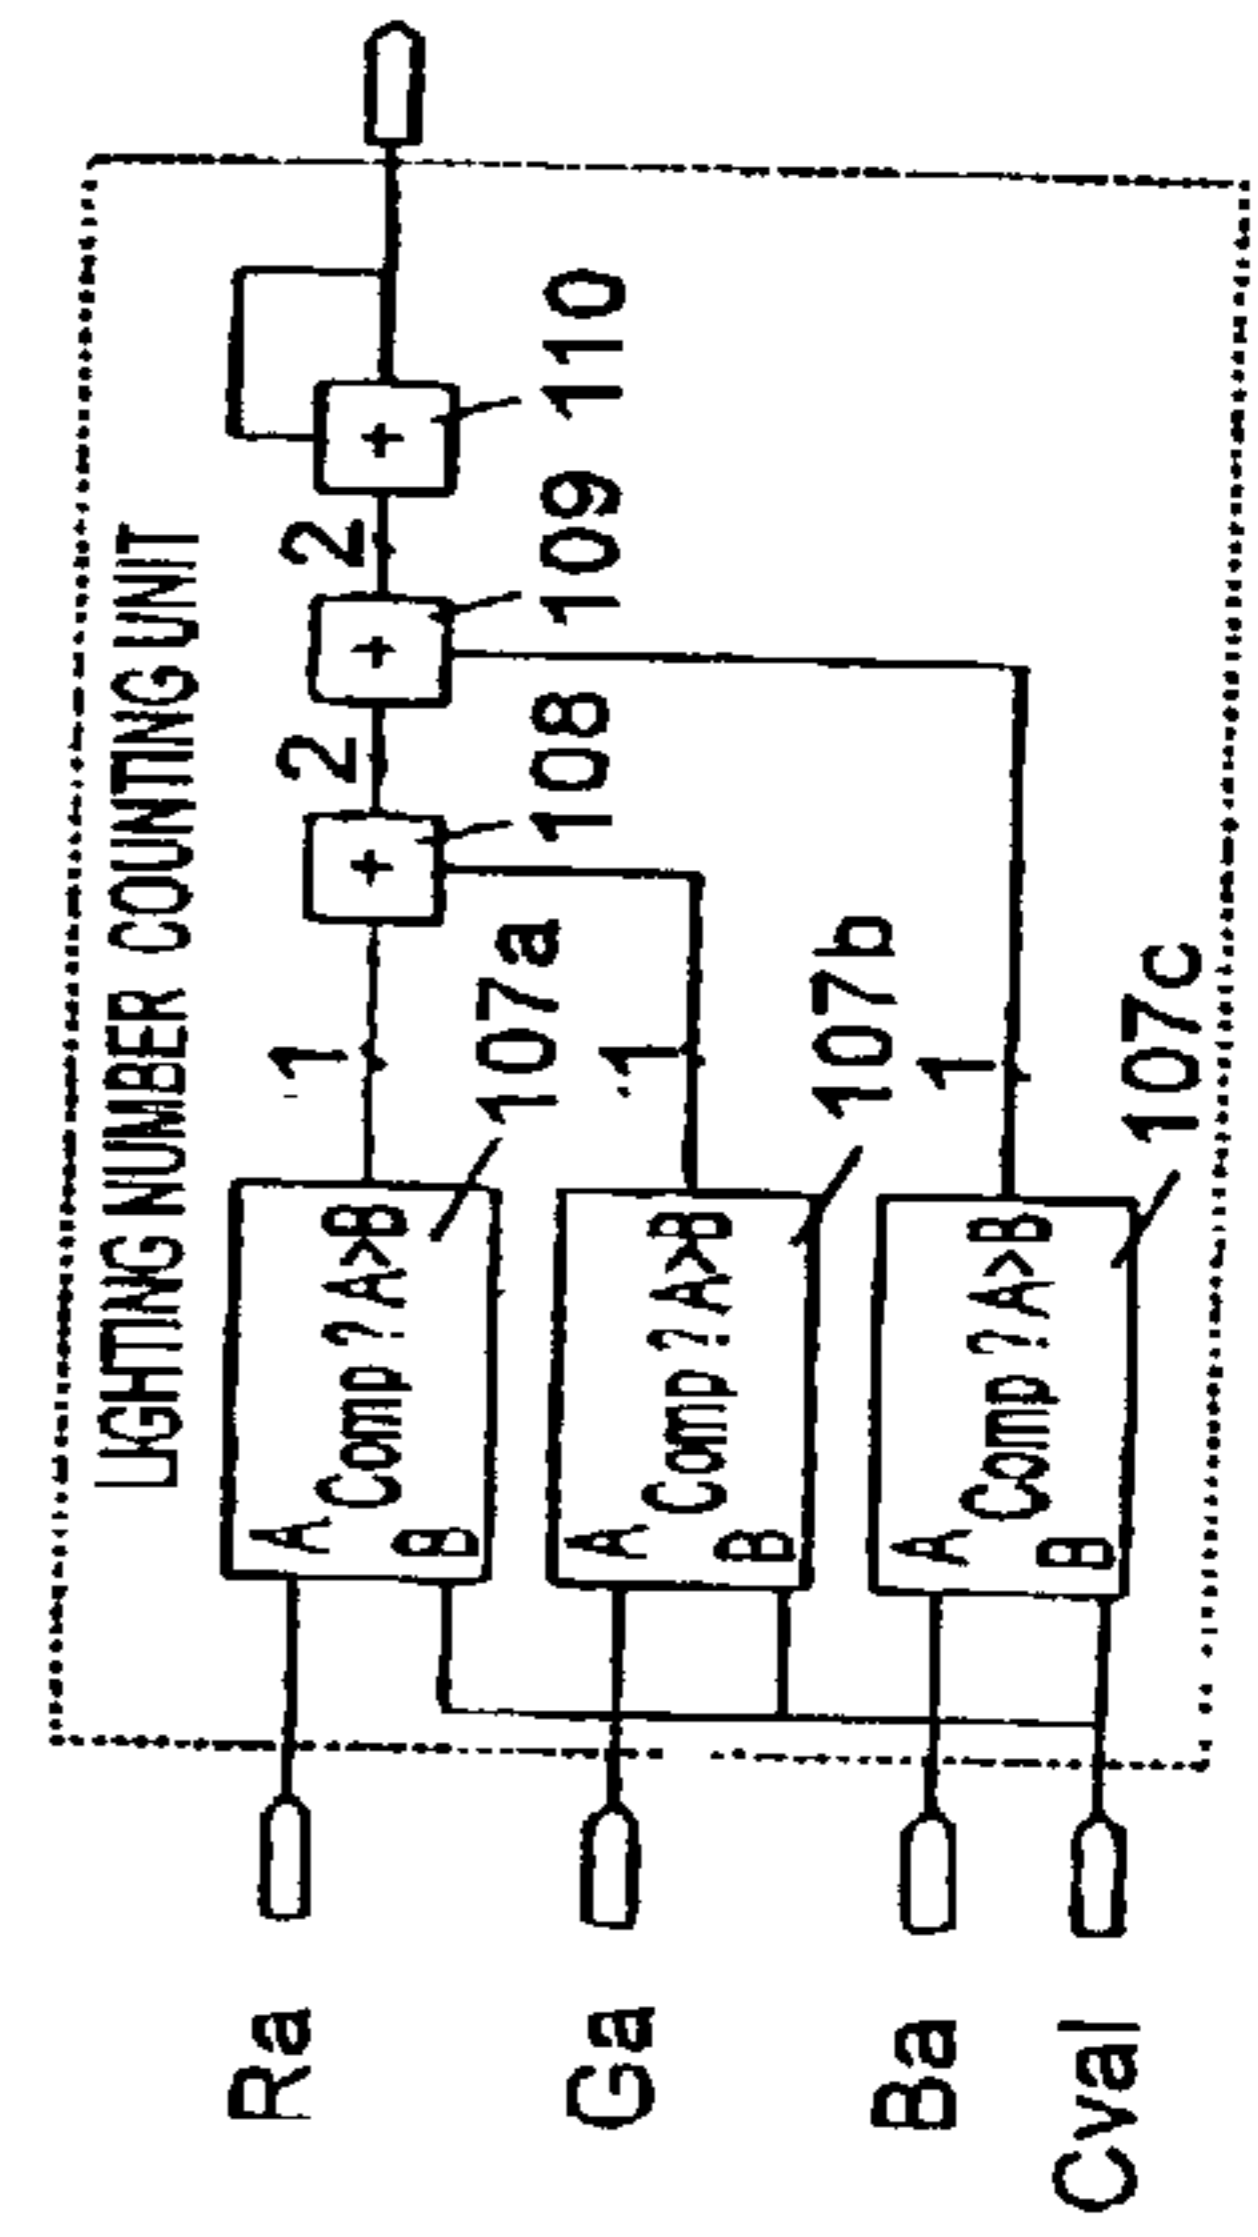 LIGHTING NUMBER COUNTING UNIT
Ra
A
Comp ? A>B
B
107a
1
108
+
2
109
+
2
110
+
Ga
A
Comp ? A>B
B
107b
1
Ba
A
Comp ? A>B
B
107c
1
Cval